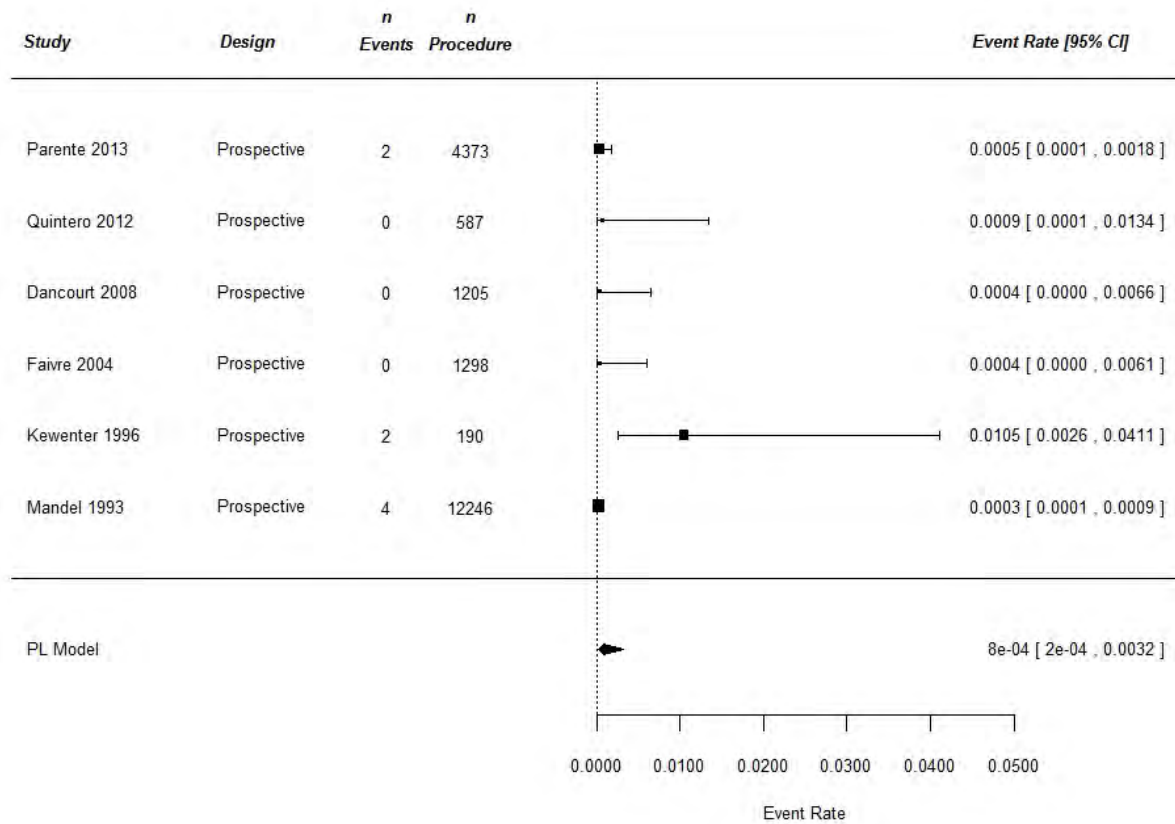 Study Design n Events n Procedure Event Rate [95% CI]
Parente 2013 Prospective 2 4373 0.0005 [ 0.0001 , 0.0018 ]
Quintero 2012 Prospective 0 587 0.0009 [ 0.0001 , 0.0134 ]
Dancourt 2008 Prospective 0 1205 0.0004 [ 0.0000 , 0.0066 ]
Faivre 2004 Prospective 0 1298 0.0004 [ 0.0000 , 0.0061 ]
Kewenter 1996 Prospective 2 190 0.0105 [ 0.0026 , 0.0411 ]
Mandel 1993 Prospective 4 12246 0.0003 [ 0.0001 , 0.0009 ]
PL Model 8e-04 [ 2e-04 , 0.0032 ]
0.0000 0.0100 0.0200 0.0300 0.0400 0.0500
Event Rate